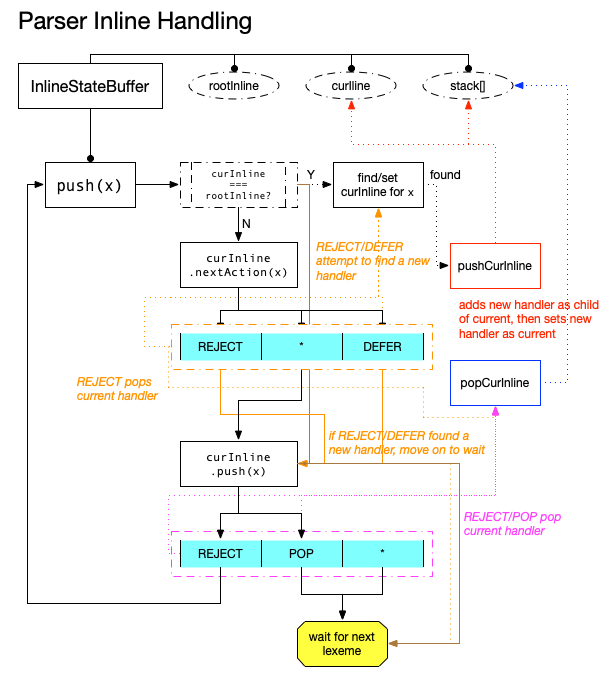 Parser Inline Handling
InlineStateBuffer
rootInline
curIline
stack[]
push(x)
curInline
===
rootInline?
Y
find/set
curInline for x
found
N
REJECT/DEFER
attempt to find a new
handler
curInline
.nextAction(x)
pushCurInline
adds new handler as child
of current, then sets new
handler as current
REJECT
*
DEFER
REJECT pops
current handler
popCurInline
if REJECT/DEFER found a
new handler, move on to wait
curInline
.push(x)
REJECT/POP pop
current handler
REJECT
POP
*
wait for next
lexeme